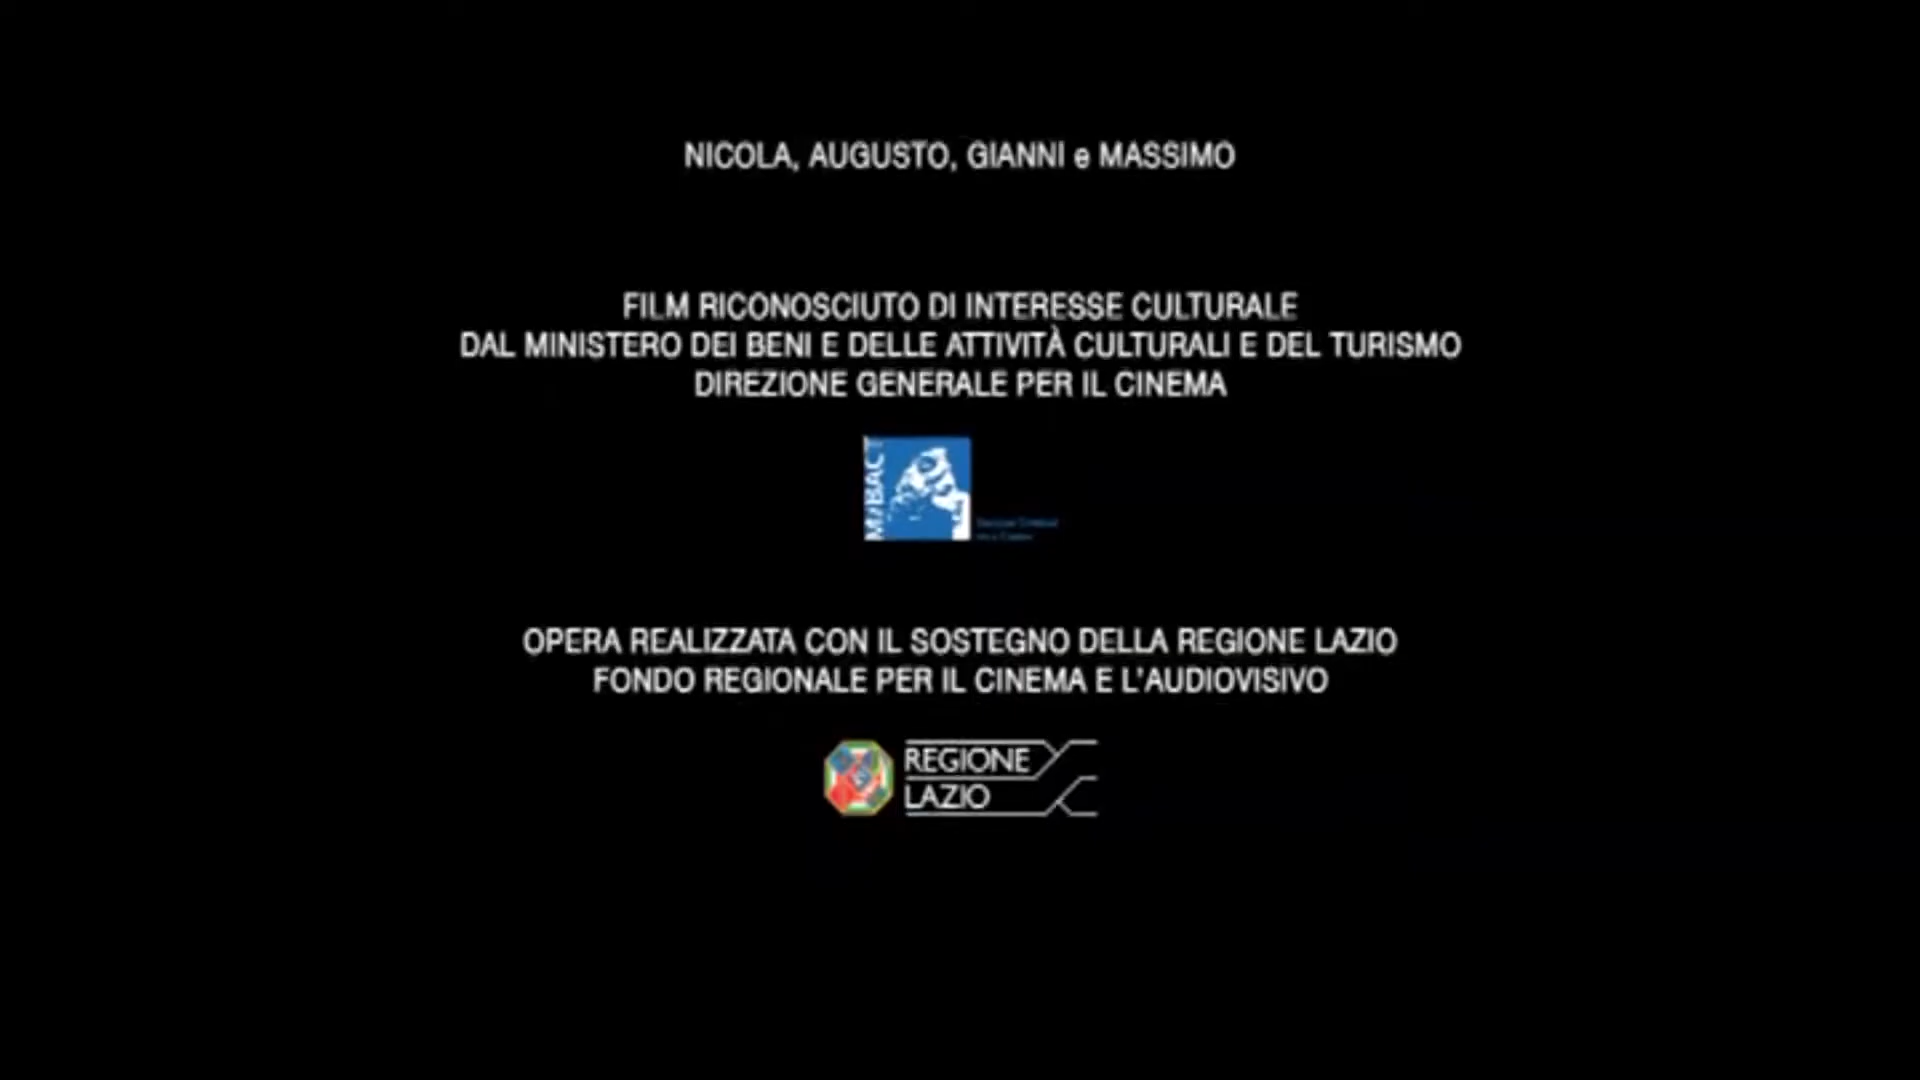 NICOLA, AUGUSTO, GIANNI e MASSIMO
FILM RICONOSCIUTO DI INTERESSE CULTURALE
DAL MINISTERO DEI BENI E DELLE ATTIVITÀ CULTURALI E DEL TURISMO
DIREZIONE GENERALE PER IL CINEMA
MiBACT
OPERA REALIZZATA CON IL SOSTEGNO DELLA REGIONE LAZIO
FONDO REGIONALE PER IL CINEMA E L'AUDIOVISIVO
REGIONE
LAZIO